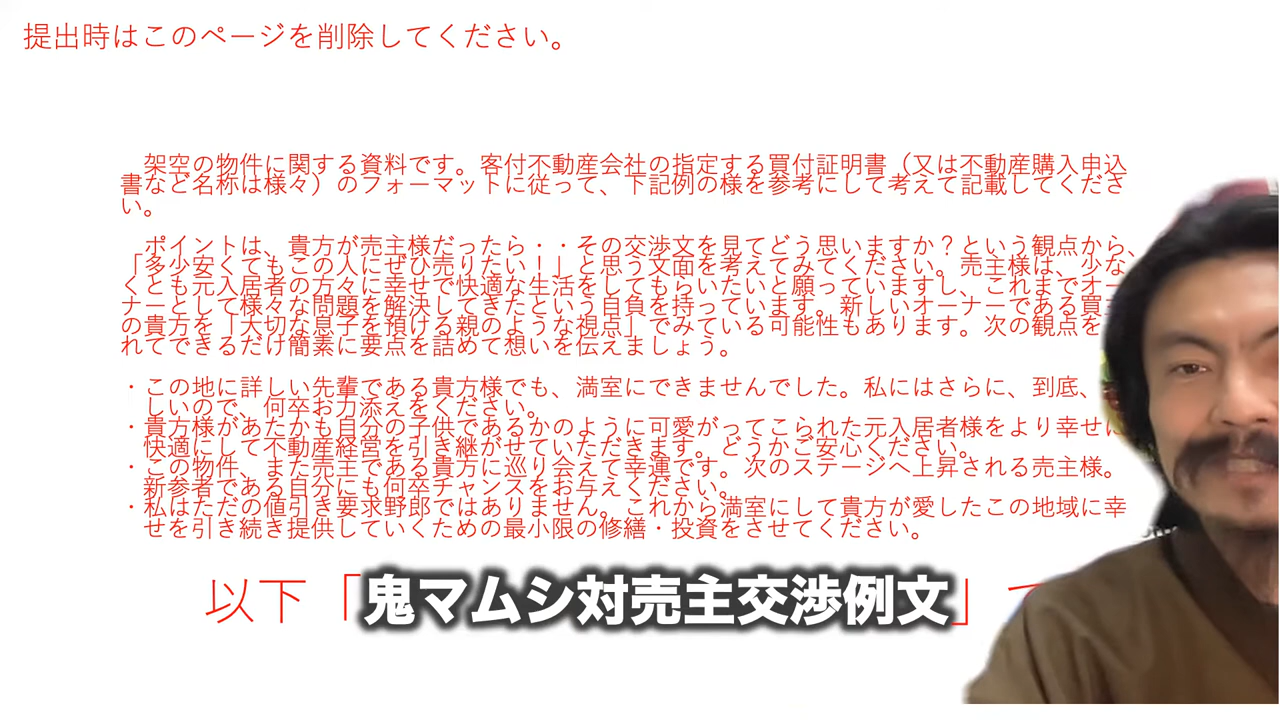 提出時はこのページを削除してください。
架空の物件に関する資料です。客付不動産会社の指定する買付証明書（又は不動産購入申込
書など名称は様々）のフォーマットに従って、下記例の様を参考にして考えて記載してくださ
い。
ポイントは、貴方が売主様だったら・・その交渉文を見てどう思いますか？という観点から、
「多少安くてもこの人にぜひ売りたい！」と思う文面を考えてみてください。売主様は、少な
くとも元入居者の方々に幸せで快適な生活をしてもらいたいと願っていますし、これまでオー
ナーとして様々な問題を解決してきたという自負を持っています。新しいオーナーである買
の貴方を「大切な息子を預ける親のような視点」でみている可能性もあります。次の観点を
れてできるだけ簡素に要点を詰めて想いを伝えましょう。
・この地に詳しい先輩である貴方様でも、満室にできませんでした。私にはさらに、到底、
しいので、何卒お力添えをください。
・貴方様があたかも自分の子供であるかのように可愛がってこられた元入居者様をより幸せに
快適にして不動産経営を引き継がせていただきます。どうかご安心ください。
・この物件、また売主である貴方に巡り会えて幸運です。次のステージへ上昇される売主様。
新参者である自分にも何卒チャンスをお与えください。
・私はただの値引き要求野郎ではありません。これから満室にして貴方が愛したこの地域に幸
せを引き続き提供していくための最小限の修繕・投資をさせてください。
以下「鬼マムシ対売主交渉例文」で